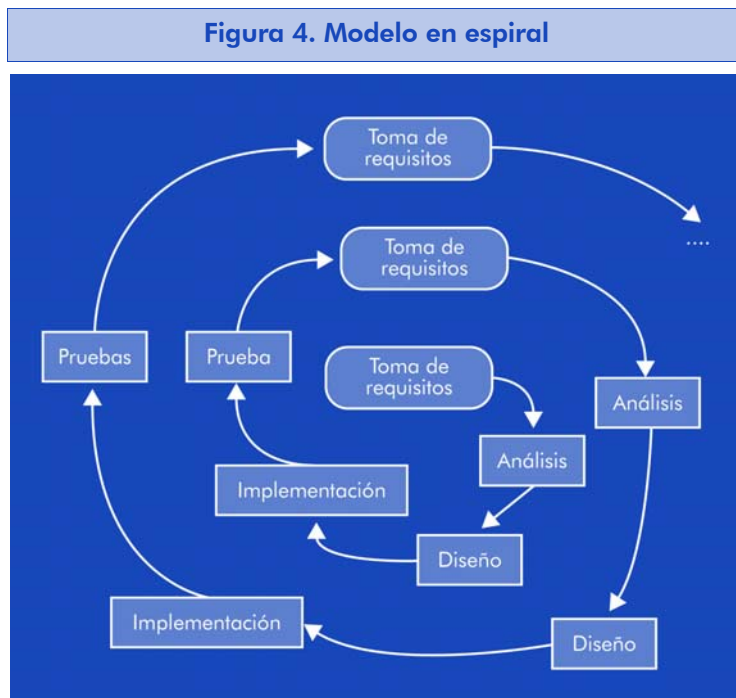 Figura 4. Modelo en espiral
Toma de
requisitos
....
Toma de
requisitos
Pruebas
Prueba
Toma de
requisitos
Análisis
Análisis
Implementación
Diseño
Implementación
Diseño